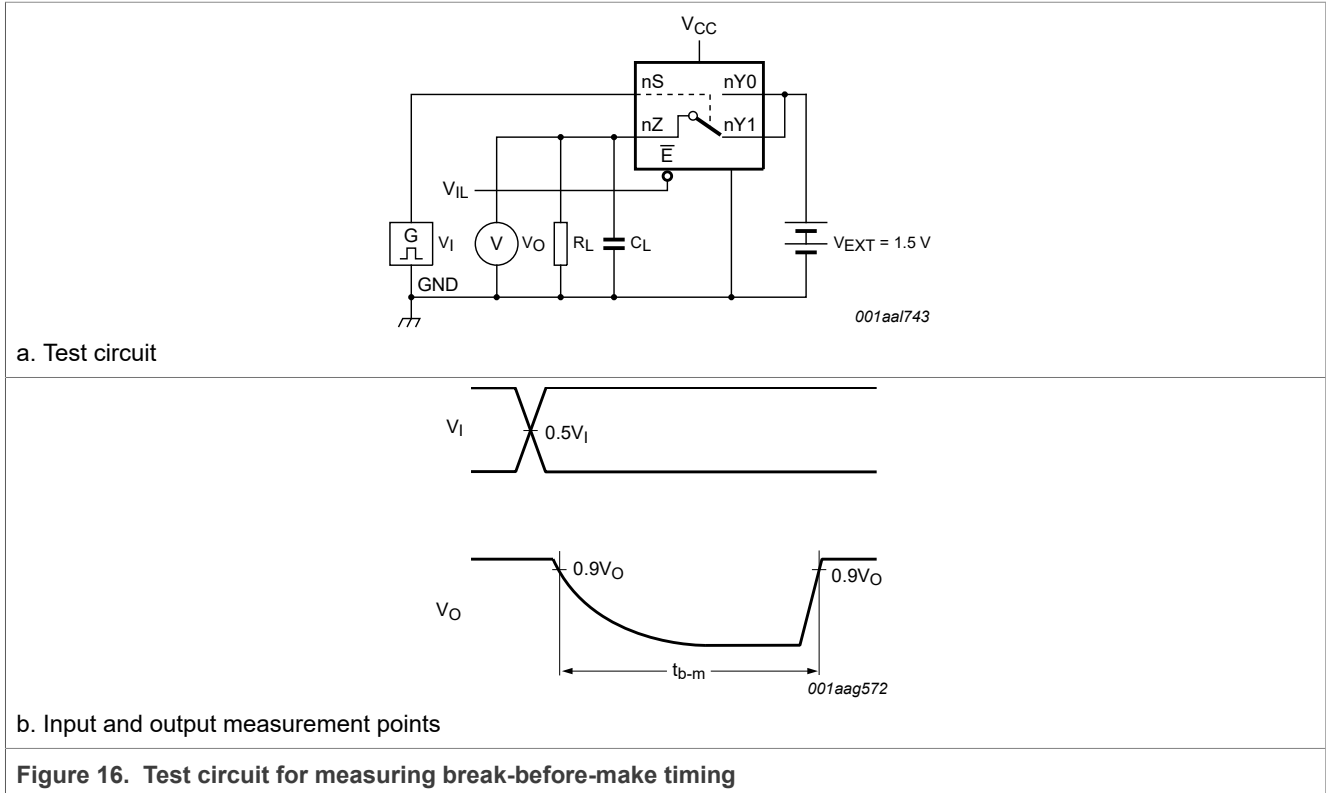 VCC
nS
nY0
nZ
nY1
E
VIL
G
VI
V
VO
RL
CL
VEXT = 1.5 V
GND
001aal743
a. Test circuit
VI
0.5VI
0.9VO
0.9VO
VO
tb-m
001aag572
b. Input and output measurement points
Figure 16. Test circuit for measuring break-before-make timing